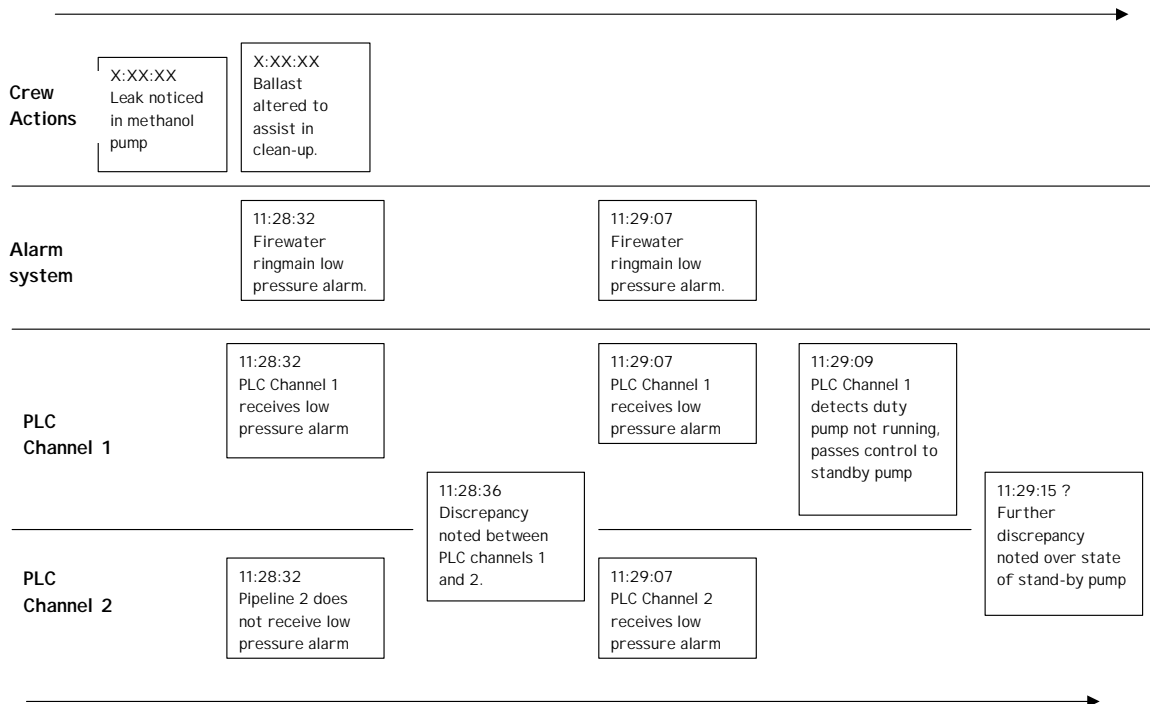 Crew
Actions
X:XX:XX
Leak noticed
in methanol
pump
X:XX:XX
Ballast
altered to
assist in
clean-up.
Alarm
system
11:28:32
Firewater
ringmain low
pressure alarm.
11:29:07
Firewater
ringmain low
pressure alarm.
PLC
Channel 1
11:28:32
PLC Channel 1
receives low
pressure alarm
11:29:07
PLC Channel 1
receives low
pressure alarm
11:29:09
PLC Channel 1
detects duty
pump not running,
passes control to
standby pump
11:28:36
Discrepancy
noted between
PLC channels 1
and 2.
11:29:15 ?
Further
discrepancy
noted over state
of stand-by pump
PLC
Channel 2
11:28:32
Pipeline 2 does
not receive low
pressure alarm
11:29:07
PLC Channel 2
receives low
pressure alarm